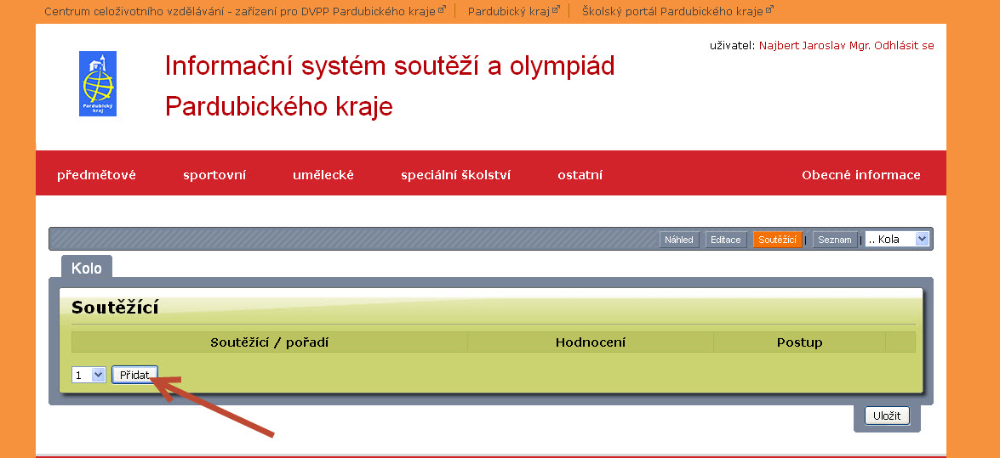 Centrum celoživotního vzdělávání - zařízení pro DVPP Pardubického kraje | Pardubický kraj | Školský portál Pardubického kraje
uživatel: Najbert Jaroslav Mgr. Odhlásit se
Pardubický kraj
Informační systém soutěží a olympiád
Pardubického kraje
předmětové sportovní umělecké speciální školství ostatní Obecné informace
Náhled Editace Soutěžící | Seznam | .. Kola
Kolo
Soutěžící
Soutěžící / pořadí Hodnocení Postup
1 Přidat
Uložit